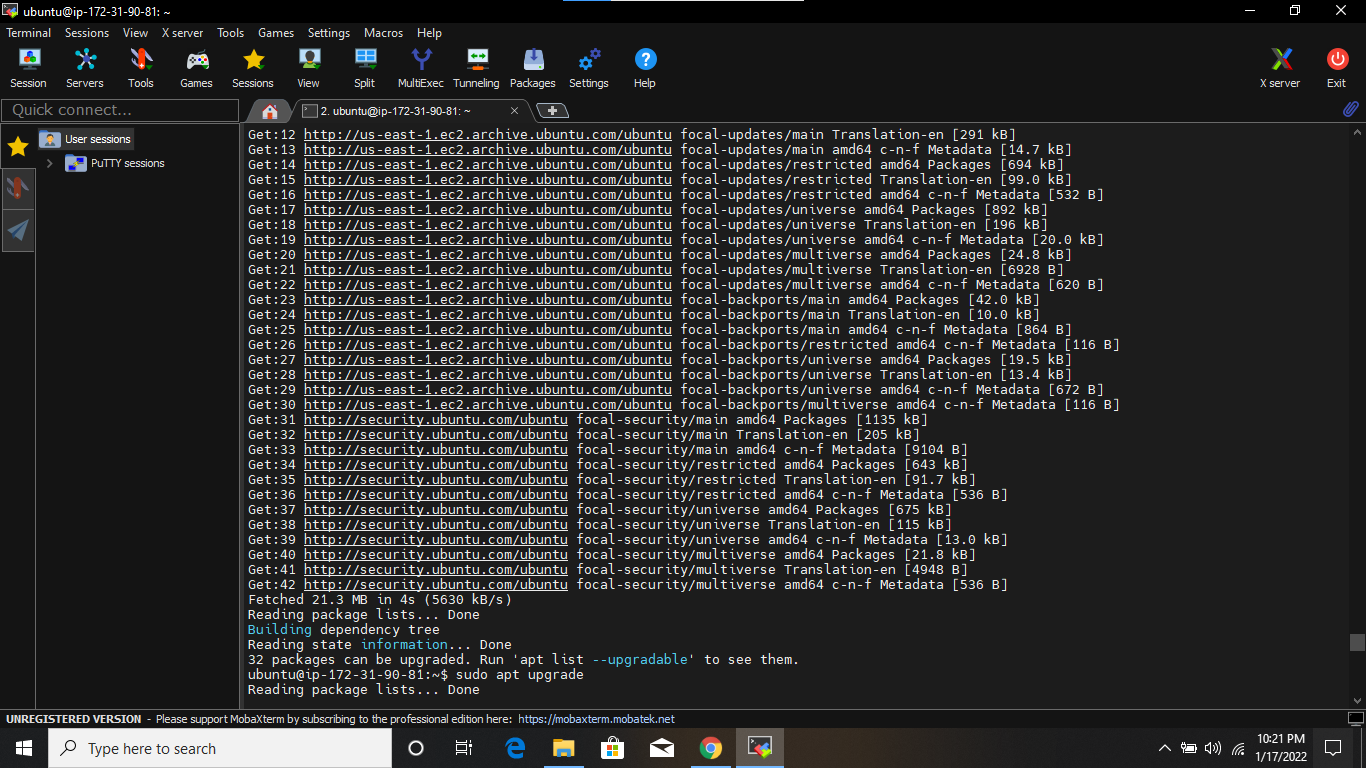 ubuntu@ip-172-31-90-81: ~
Terminal Sessions View X server Tools Games Settings Macros Help
Session Servers Tools Games Sessions View Split MultiExec Tunneling Packages Settings Help X server Exit
Quick connect...
2. ubuntu@ip-172-31-90-81: ~
User sessions
PuTTY sessions
Get:12 http://us-east-1.ec2.archive.ubuntu.com/ubuntu focal-updates/main Translation-en [291 kB]
Get:13 http://us-east-1.ec2.archive.ubuntu.com/ubuntu focal-updates/main amd64 c-n-f Metadata [14.7 kB]
Get:14 http://us-east-1.ec2.archive.ubuntu.com/ubuntu focal-updates/restricted amd64 Packages [694 kB]
Get:15 http://us-east-1.ec2.archive.ubuntu.com/ubuntu focal-updates/restricted Translation-en [99.0 kB]
Get:16 http://us-east-1.ec2.archive.ubuntu.com/ubuntu focal-updates/restricted amd64 c-n-f Metadata [532 B]
Get:17 http://us-east-1.ec2.archive.ubuntu.com/ubuntu focal-updates/universe amd64 Packages [892 kB]
Get:18 http://us-east-1.ec2.archive.ubuntu.com/ubuntu focal-updates/universe Translation-en [196 kB]
Get:19 http://us-east-1.ec2.archive.ubuntu.com/ubuntu focal-updates/universe amd64 c-n-f Metadata [20.0 kB]
Get:20 http://us-east-1.ec2.archive.ubuntu.com/ubuntu focal-updates/multiverse amd64 Packages [24.8 kB]
Get:21 http://us-east-1.ec2.archive.ubuntu.com/ubuntu focal-updates/multiverse Translation-en [6928 B]
Get:22 http://us-east-1.ec2.archive.ubuntu.com/ubuntu focal-updates/multiverse amd64 c-n-f Metadata [620 B]
Get:23 http://us-east-1.ec2.archive.ubuntu.com/ubuntu focal-backports/main amd64 Packages [42.0 kB]
Get:24 http://us-east-1.ec2.archive.ubuntu.com/ubuntu focal-backports/main Translation-en [10.0 kB]
Get:25 http://us-east-1.ec2.archive.ubuntu.com/ubuntu focal-backports/main amd64 c-n-f Metadata [864 B]
Get:26 http://us-east-1.ec2.archive.ubuntu.com/ubuntu focal-backports/restricted amd64 c-n-f Metadata [116 B]
Get:27 http://us-east-1.ec2.archive.ubuntu.com/ubuntu focal-backports/universe amd64 Packages [19.5 kB]
Get:28 http://us-east-1.ec2.archive.ubuntu.com/ubuntu focal-backports/universe Translation-en [13.4 kB]
Get:29 http://us-east-1.ec2.archive.ubuntu.com/ubuntu focal-backports/universe amd64 c-n-f Metadata [672 B]
Get:30 http://us-east-1.ec2.archive.ubuntu.com/ubuntu focal-backports/multiverse amd64 c-n-f Metadata [116 B]
Get:31 http://security.ubuntu.com/ubuntu focal-security/main amd64 Packages [1135 kB]
Get:32 http://security.ubuntu.com/ubuntu focal-security/main Translation-en [205 kB]
Get:33 http://security.ubuntu.com/ubuntu focal-security/main amd64 c-n-f Metadata [9104 B]
Get:34 http://security.ubuntu.com/ubuntu focal-security/restricted amd64 Packages [643 kB]
Get:35 http://security.ubuntu.com/ubuntu focal-security/restricted Translation-en [91.7 kB]
Get:36 http://security.ubuntu.com/ubuntu focal-security/restricted amd64 c-n-f Metadata [536 B]
Get:37 http://security.ubuntu.com/ubuntu focal-security/universe amd64 Packages [675 kB]
Get:38 http://security.ubuntu.com/ubuntu focal-security/universe Translation-en [115 kB]
Get:39 http://security.ubuntu.com/ubuntu focal-security/universe amd64 c-n-f Metadata [13.0 kB]
Get:40 http://security.ubuntu.com/ubuntu focal-security/multiverse amd64 Packages [21.8 kB]
Get:41 http://security.ubuntu.com/ubuntu focal-security/multiverse Translation-en [4948 B]
Get:42 http://security.ubuntu.com/ubuntu focal-security/multiverse amd64 c-n-f Metadata [536 B]
Fetched 21.3 MB in 4s (5630 kB/s)
Reading package lists... Done
Building dependency tree
Reading state information... Done
32 packages can be upgraded. Run 'apt list --upgradable' to see them.
ubuntu@ip-172-31-90-81:~$ sudo apt upgrade
Reading package lists... Done
UNREGISTERED VERSION - Please support MobaXterm by subscribing to the professional edition here: https://mobaxterm.mobatek.net
Type here to search
10:21 PM
1/17/2022